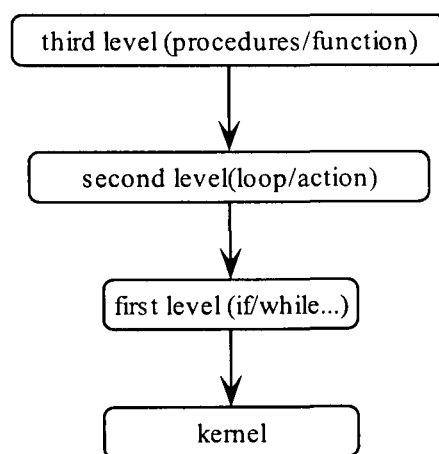 third level (procedures/function)
second level(loop/action)
first level (if/while...)
kernel